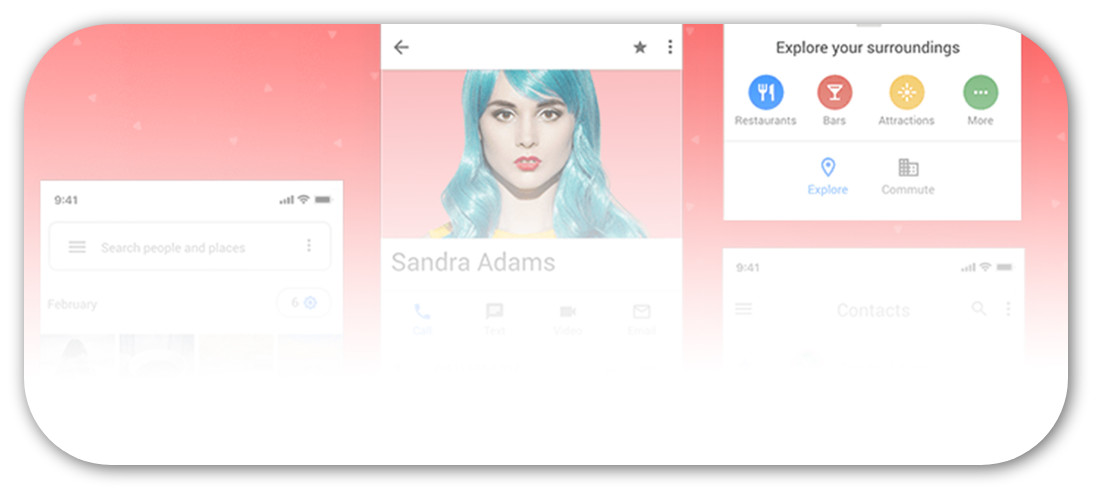 9:41
Search people and places
February
6
Sandra Adams
Call
Text
Video
Email
Explore your surroundings
Restaurants
Bars
Attractions
More
Explore
Commute
9:41
Contacts